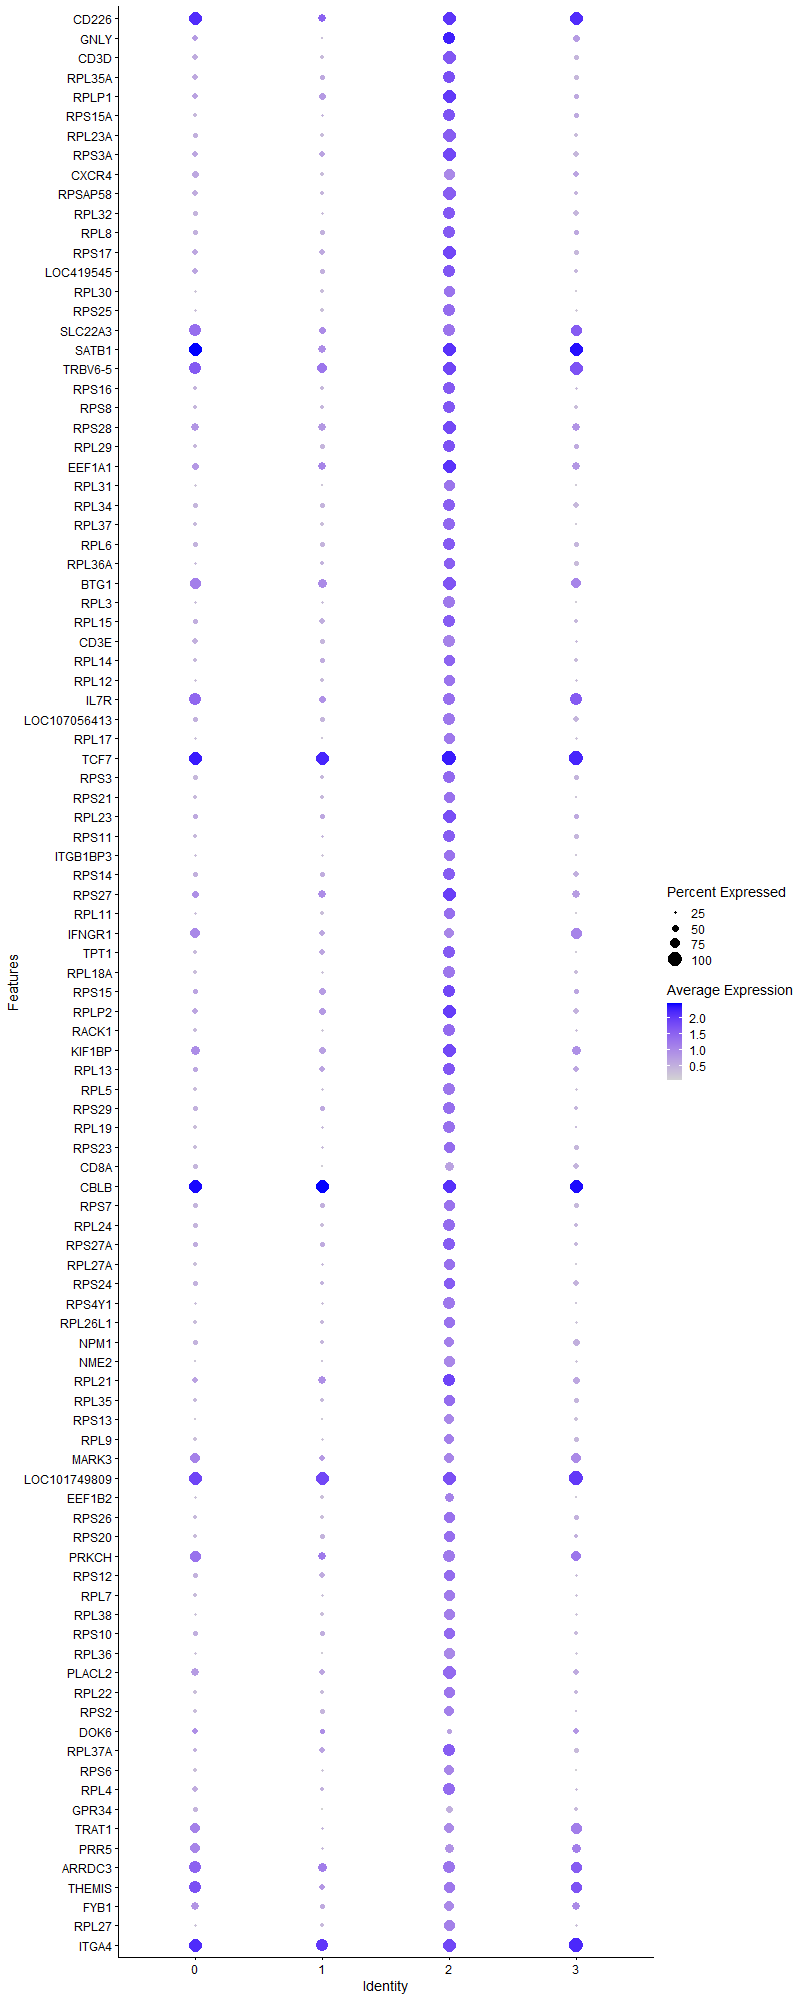 CD226
GNLY
CD3D
RPL35A
RPLP1
RPS15A
RPL23A
RPS3A
CXCR4
RPSAP58
RPL32
RPL8
RPS17
LOC419545
RPL30
RPS25
SLC22A3
SATB1
TRBV6-5
RPS16
RPS8
RPS28
RPL29
EEF1A1
RPL31
RPL34
RPL37
RPL6
RPL36A
BTG1
RPL3
RPL15
CD3E
RPL14
RPL12
IL7R
LOC107056413
RPL17
TCF7
RPS3
RPS21
RPL23
RPS11
ITGB1BP3
RPS14
RPS27
RPL11
IFNGR1
TPT1
RPL18A
RPS15
RPLP2
RACK1
KIF1BP
RPL13
RPL5
RPS29
RPL19
RPS23
CD8A
CBLB
RPS7
RPL24
RPS27A
RPL27A
RPS24
RPS4Y1
RPL26L1
NPM1
NME2
RPL21
RPL35
RPS13
RPL9
MARK3
LOC101749809
EEF1B2
RPS26
RPS20
PRKCH
RPS12
RPL7
RPL38
RPS10
RPL36
PLACL2
RPL22
RPS2
DOK6
RPL37A
RPS6
RPL4
GPR34
TRAT1
PRR5
ARRDC3
THEMIS
FYB1
RPL27
ITGA4
Features
0 1 2 3
Identity
Percent Expressed
25
50
75
100
Average Expression
2.0
1.5
1.0
0.5